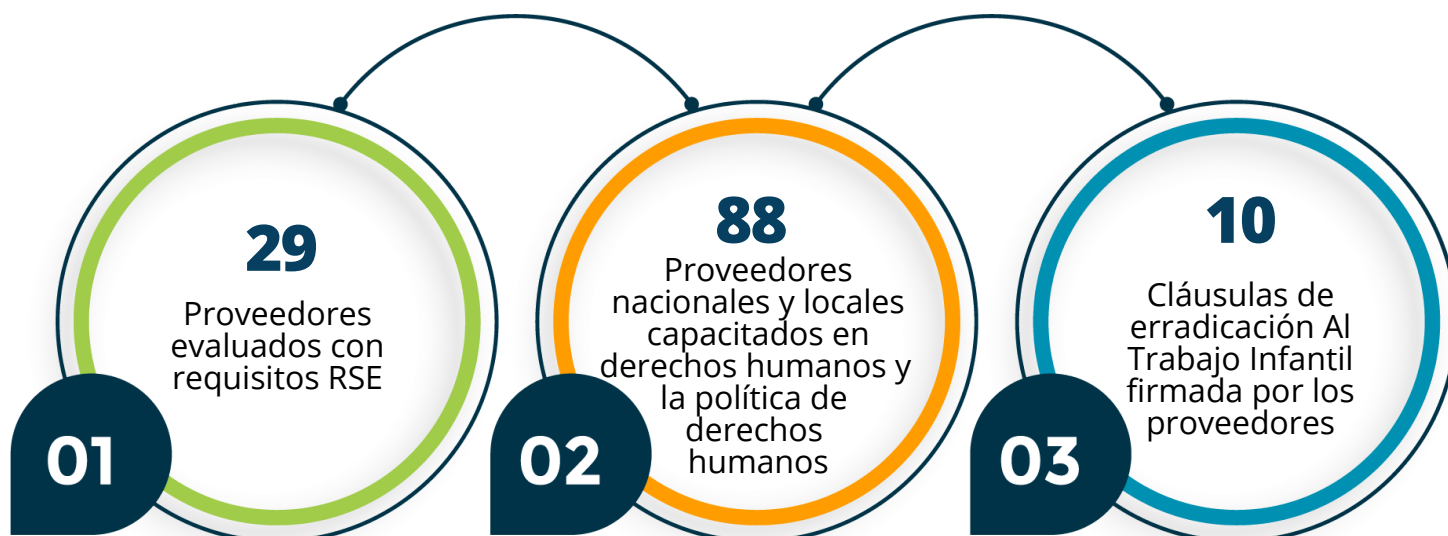 29
Proveedores
evaluados con
requisitos RSE
01
88
Proveedores
nacionales y locales
capacitados en
derechos humanos y
la política de
derechos
humanos
02
10
Cláusulas de
erradicación Al
Trabajo Infantil
firmada por los
proveedores
03